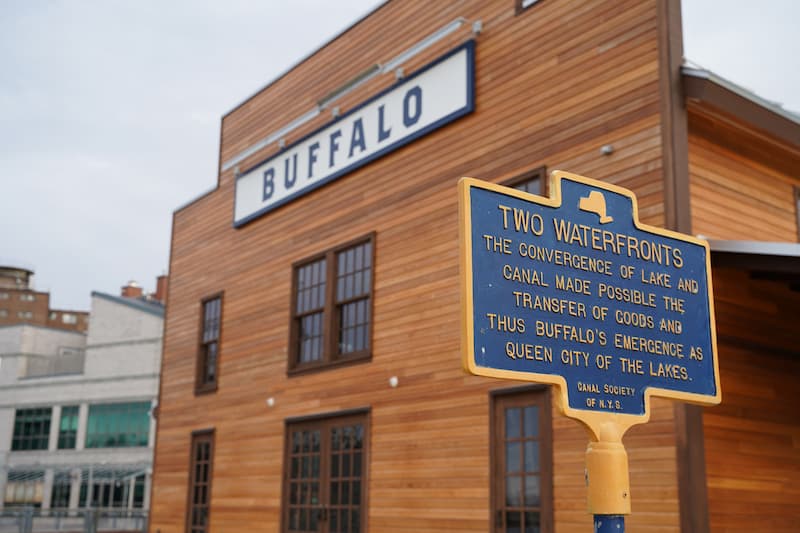 BUFFALO
TWO WATERFRONTS
THE CONVERGENCE OF LAKE AND
CANAL MADE POSSIBLE THE
TRANSFER OF GOODS AND
THUS BUFFALO'S EMERGENCE AS
QUEEN CITY OF THE LAKES.
CANAL SOCIETY
OF N.Y.S.